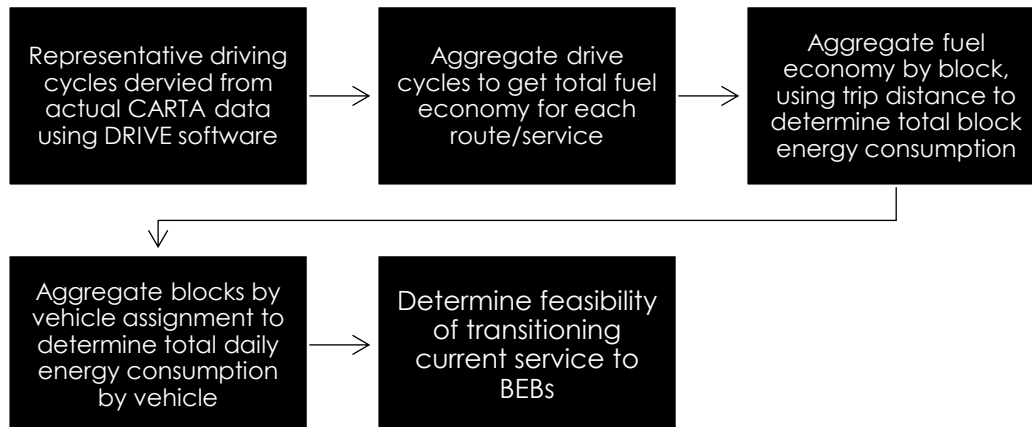 Representative driving
cycles dervied from
actual CARTA data
using DRIVE software
Aggregate drive
cycles to get total fuel
economy for each
route/service
Aggregate fuel
economy by block,
using trip distance to
determine total block
energy consumption
Aggregate blocks by
vehicle assignment to
determine total daily
energy consumption
by vehicle
Determine feasibility
of transitioning
current service to
BEBs